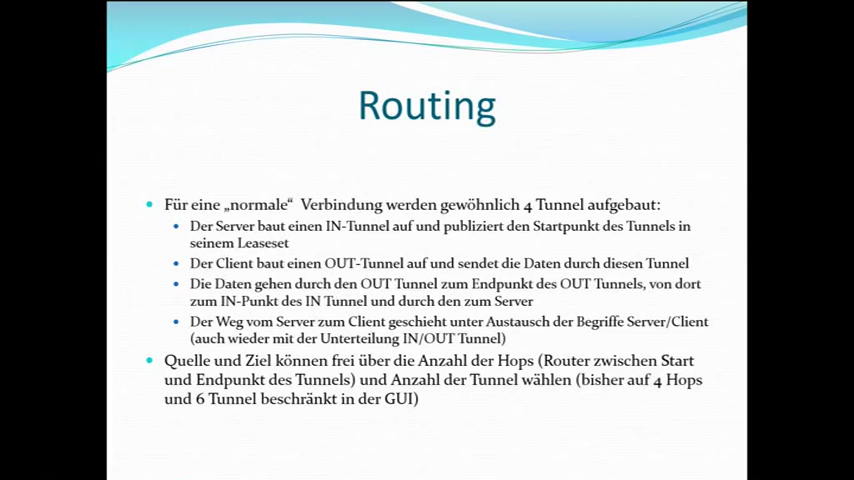 Routing
Für eine „normale“ Verbindung werden gewöhnlich 4 Tunnel aufgebaut:
Der Server baut einen IN-Tunnel auf und publiziert den Startpunkt des Tunnels in
seinem Leaseset
Der Client baut einen OUT-Tunnel auf und sendet die Daten durch diesen Tunnel
Die Daten gehen durch den OUT Tunnel zum Endpunkt des OUT Tunnels, von dort
zum IN-Punkt des IN Tunnel und durch den zum Server
Der Weg vom Server zum Client geschieht unter Austausch der Begriffe Server/Client
(auch wieder mit der Unterteilung IN/OUT Tunnel)
Quelle und Ziel können frei über die Anzahl der Hops (Router zwischen Start
und Endpunkt des Tunnels) und Anzahl der Tunnel wählen (bisher auf 4 Hops
und 6 Tunnel beschränkt in der GUI)